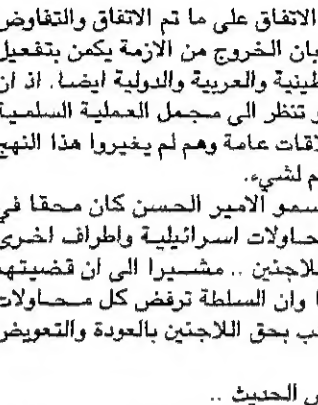 الاتفاق على ما تم الاتفاق والتفاوض
بان الخروج من الازمة يكمن بتفعيل
طينية والعربية والدولية ايضا. اذ ان
و تنظر الى مجمل العملية السلمية
لاقات عامة وهم لم يغيروا هذا النهج
م لشيء.
سمو الامير الحسن كان محقا في
حاولات اسرائيلية واطراف اخرى
للاجئين .. مشيرا الى ان قضيتهم
ا وان السلطة ترفض كل محاولات
ب بحق اللاجئين بالعودة والتعويض
ى الحديث ..